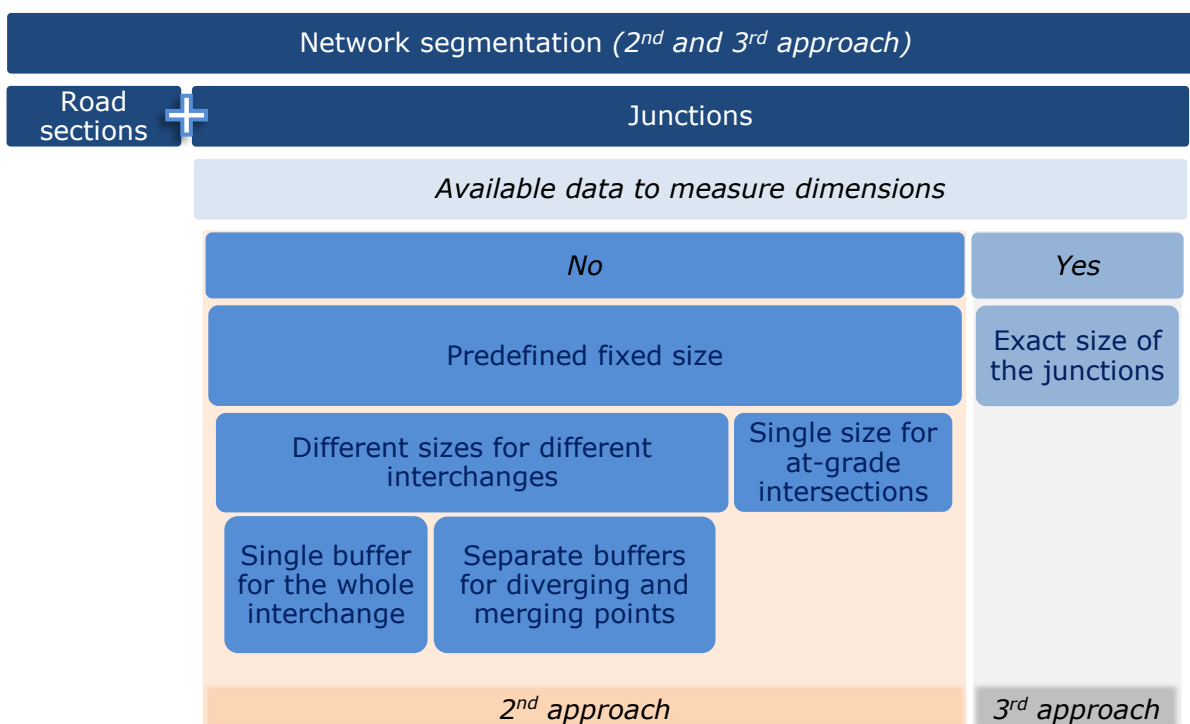 Network segmentation (2nd and 3rd approach)
Road
sections
Junctions
Available data to measure dimensions
No
Yes
Predefined fixed size
Exact size of
the junctions
Different sizes for different
interchanges
Single size for
at-grade
intersections
Single buffer
for the whole
interchange
Separate buffers
for diverging and
merging points
2nd approach
3rd approach